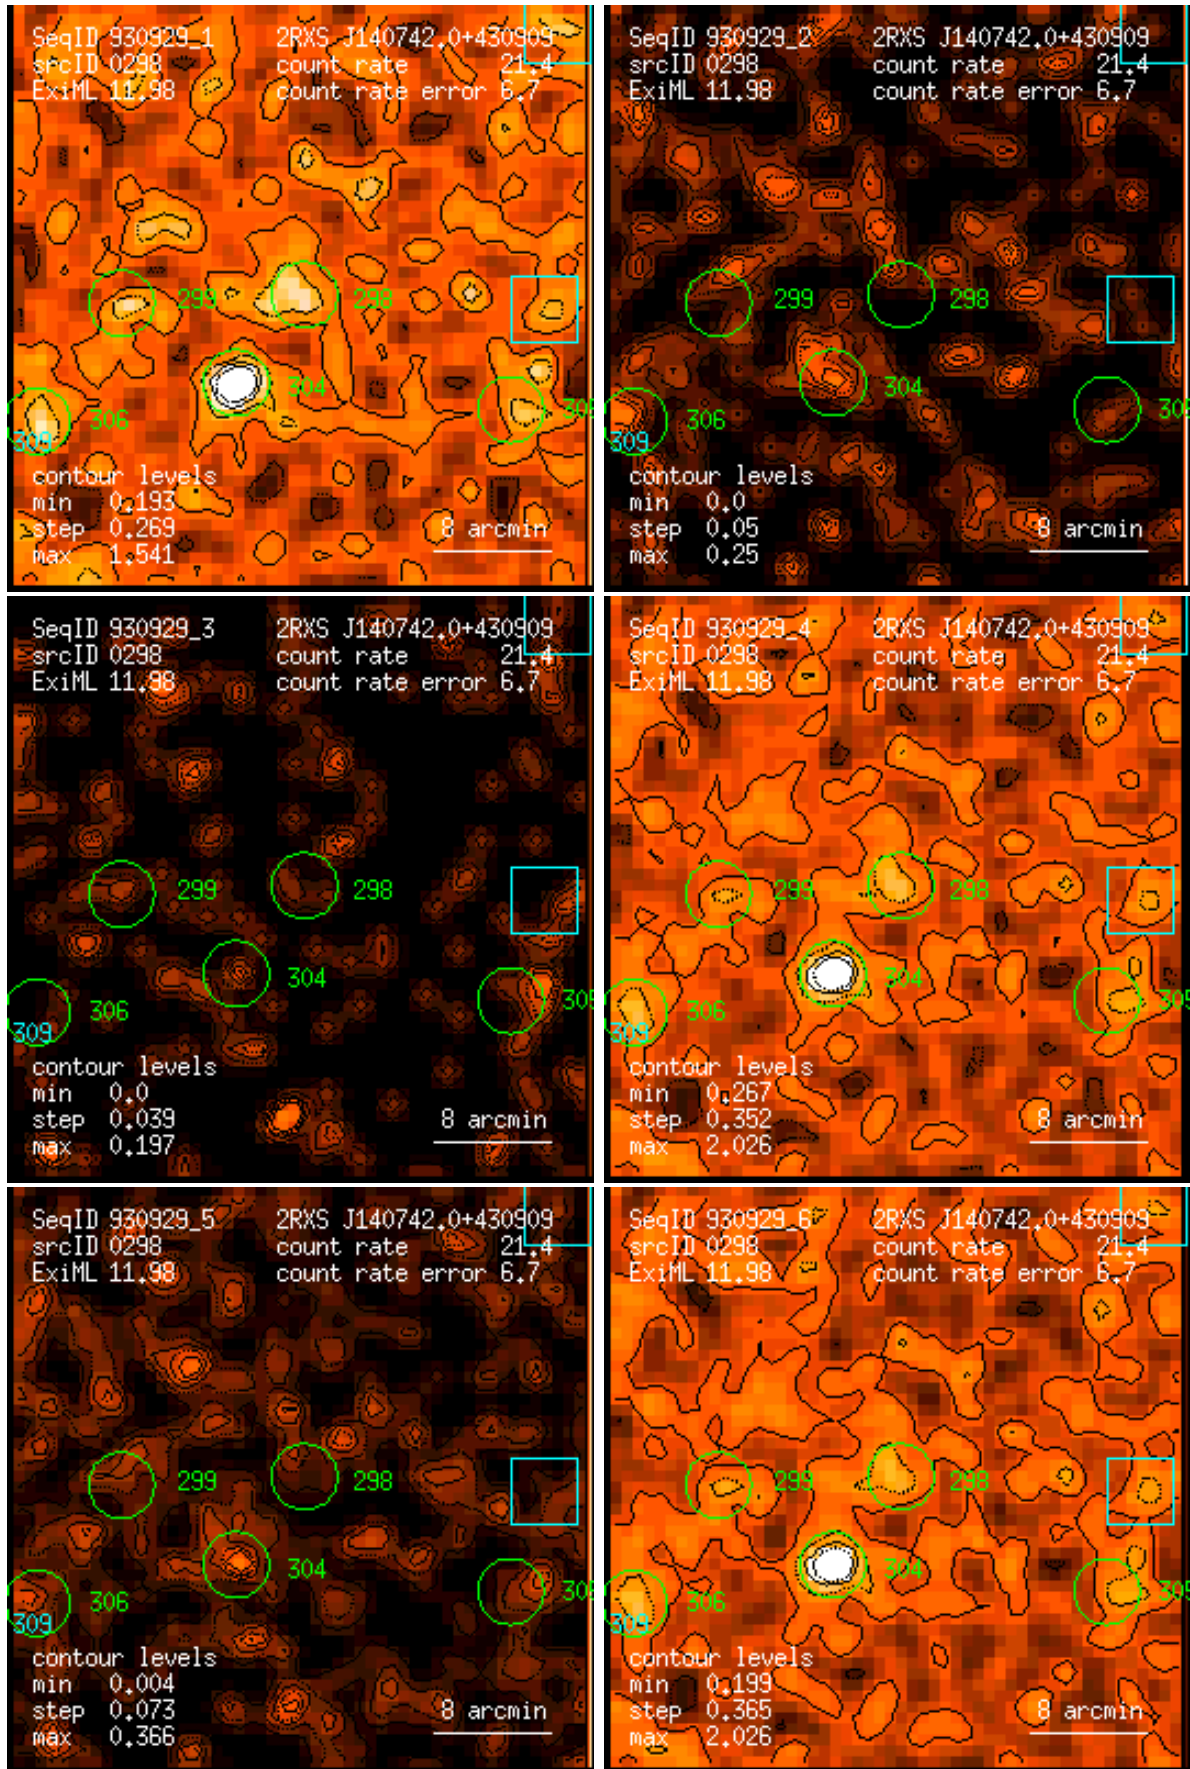 SeqID 930929_1 2RXS J140742.0+430909
srcID 0298 count rate 21.4
ExiML 11.98 count rate error 6.7
299 298
304
306 305
309
contour levels
min 0.193
step 0.269 8 arcmin
max 1.541
SeqID 930929_2 2RXS J140742.0+430909
srcID 0298 count rate 21.4
ExiML 11.98 count rate error 6.7
299 298
304
306
309
contour levels
min 0.0
step 0.05 8 arcmin
max 0.25
SeqID 930929_3 2RXS J140742.0+430909
srcID 0298 count rate 21.4
ExiML 11.98 count rate error 6.7
299 298
304
306 305
309
contour levels
min 0.0
step 0.039 8 arcmin
max 0.197
SeqID 930929_4 2RXS J140742.0+430909
srcID 0298 count rate 21.4
ExiML 11.98 count rate error 6.7
299 298
304
306 305
309
contour levels
min 0.267
step 0.352 8 arcmin
max 2.026
SeqID 930929_5 2RXS J140742.0+430909
srcID 0298 count rate 21.4
ExiML 11.98 count rate error 6.7
299 298
304
306 305
309
contour levels
min 0.004
step 0.073 8 arcmin
max 0.366
SeqID 930929_6 2RXS J140742.0+430909
srcID 0298 count rate 21.4
ExiML 11.98 count rate error 6.7
299 298
304
306 305
309
contour levels
min 0.199
step 0.365 8 arcmin
max 2.026